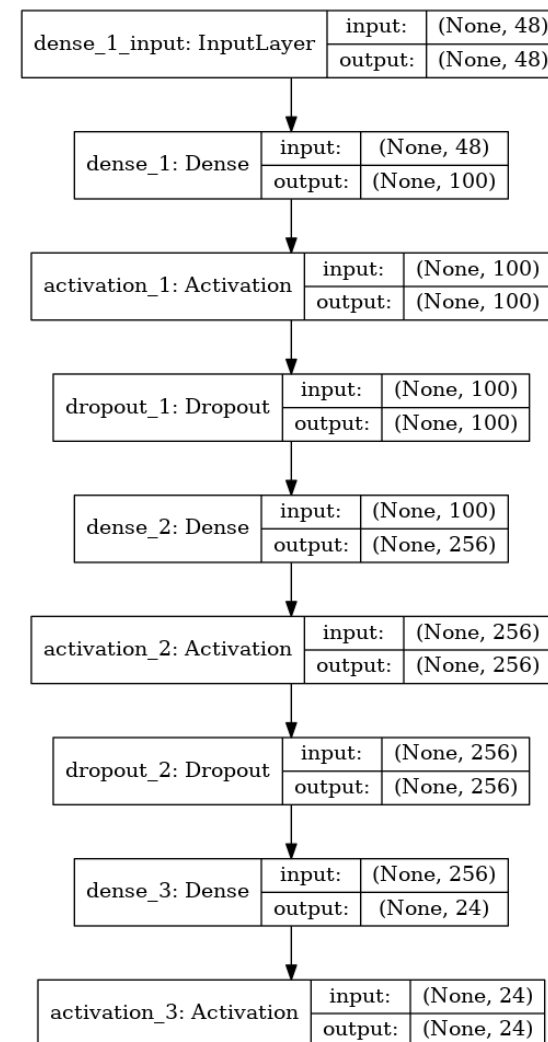 dense_1_input: InputLayer input: (None, 48)
output: (None, 48)
dense_1: Dense input: (None, 48)
output: (None, 100)
activation_1: Activation input: (None, 100)
output: (None, 100)
dropout_1: Dropout input: (None, 100)
output: (None, 100)
dense_2: Dense input: (None, 100)
output: (None, 256)
activation_2: Activation input: (None, 256)
output: (None, 256)
dropout_2: Dropout input: (None, 256)
output: (None, 256)
dense_3: Dense input: (None, 256)
output: (None, 24)
activation_3: Activation input: (None, 24)
output: (None, 24)